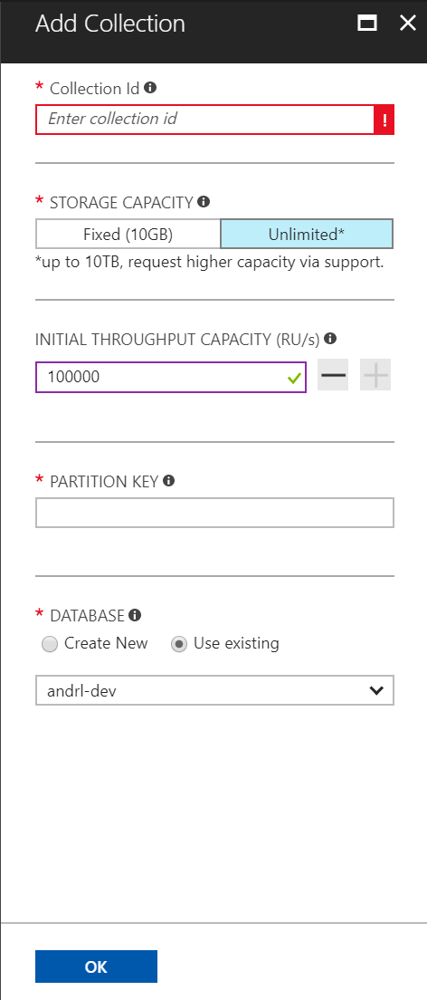 Add Collection
* Collection Id
Enter collection id
* STORAGE CAPACITY
Fixed (10GB) Unlimited*
*up to 10TB, request higher capacity via support.
INITIAL THROUGHPUT CAPACITY (RU/s)
100000
* PARTITION KEY
* DATABASE
Create New Use existing
andrl-dev
OK